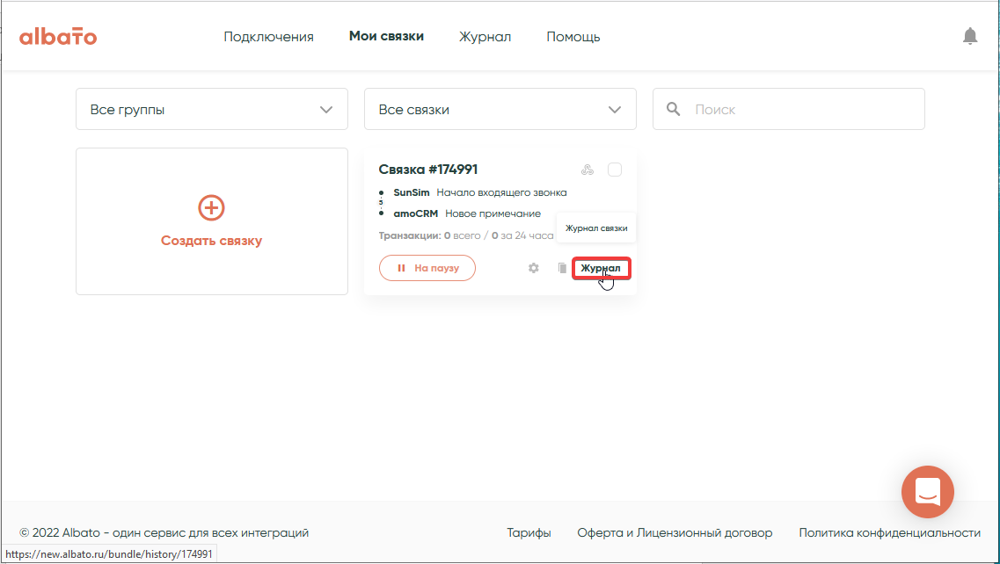 albato
Подключения
Мои связки
Журнал
Помощь
Все группы
Все связки
Поиск
Создать связку
Связка #174991
SunSim Начало входящего звонка
5
amoCRM Новое примечание
Транзакции: 0 всего / 0 за 24 часа
Журнал связки
На паузу
Журнал
© 2022 Albato - один сервис для всех интеграций
Тарифы
Оферта и Лицензионный договор
Политика конфиденциальности
https://new.albato.ru/bundle/history/174991